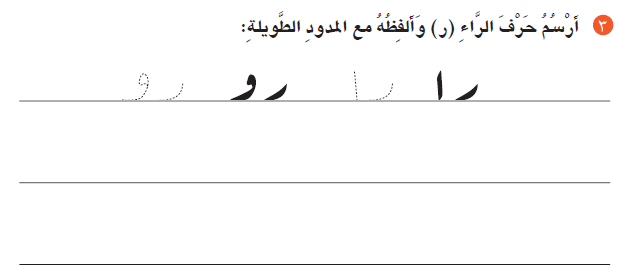 ٣ أَرْسُمُ حَرْفَ الرَّاءِ (ر) وَأَلفِظُهُ مع المدودِ الطَّويلةِ:
را را رو رو